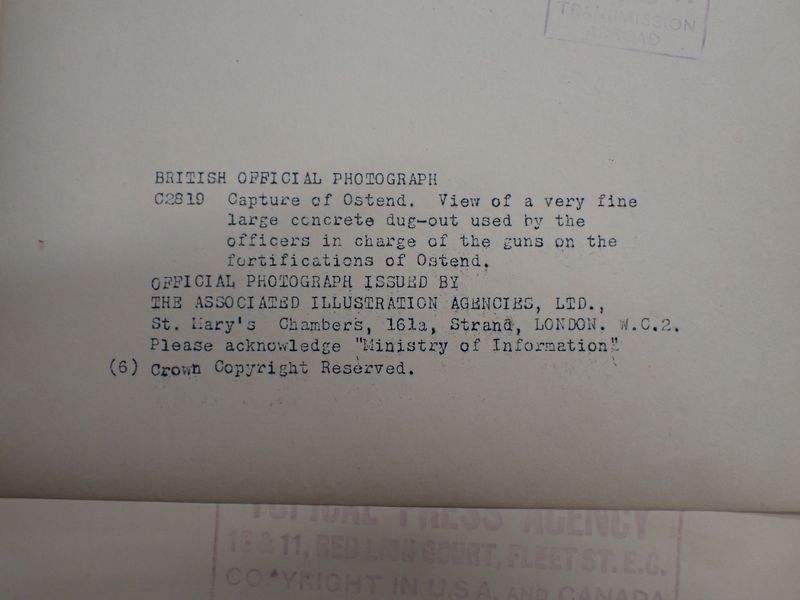 TRANSMISSION
ABROAD
BRITISH OFFICIAL PHOTOGRAPH
C2819 Capture of Ostend. View of a very fine
large concrete dug-out used by the
officers in charge of the guns on the
fortifications of Ostend.
OFFICIAL PHOTOGRAPH ISSUED BY
THE ASSOCIATED ILLUSTRATION AGENCIES, LTD.,
St. Mary's Chambers, 161a, Strand, LONDON. W.C.2.
Please acknowledge "Ministry of Information"
(6) Crown Copyright Reserved.
TOPICAL PRESS AGENCY
10 & 11, RED LION COURT, FLEET ST. E.C.
COPYRIGHT IN U.S.A. AND CANADA